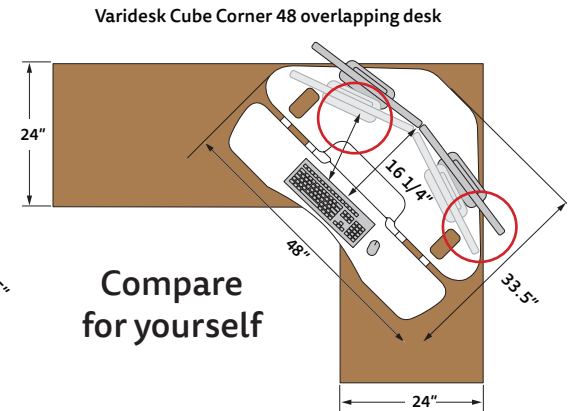 Varidesk Cube Corner 48 overlapping desk
24"
16 1/4"
48"
33.5"
Compare
for yourself
24"